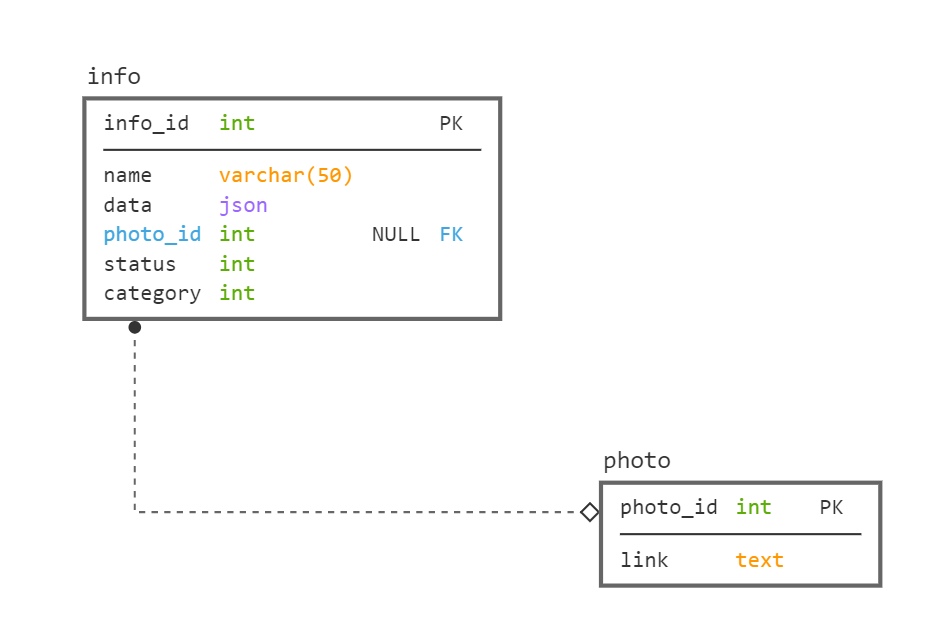 info
info_id int PK
name varchar(50)
data json
photo_id int NULL FK
status int
category int
photo
photo_id int PK
link text